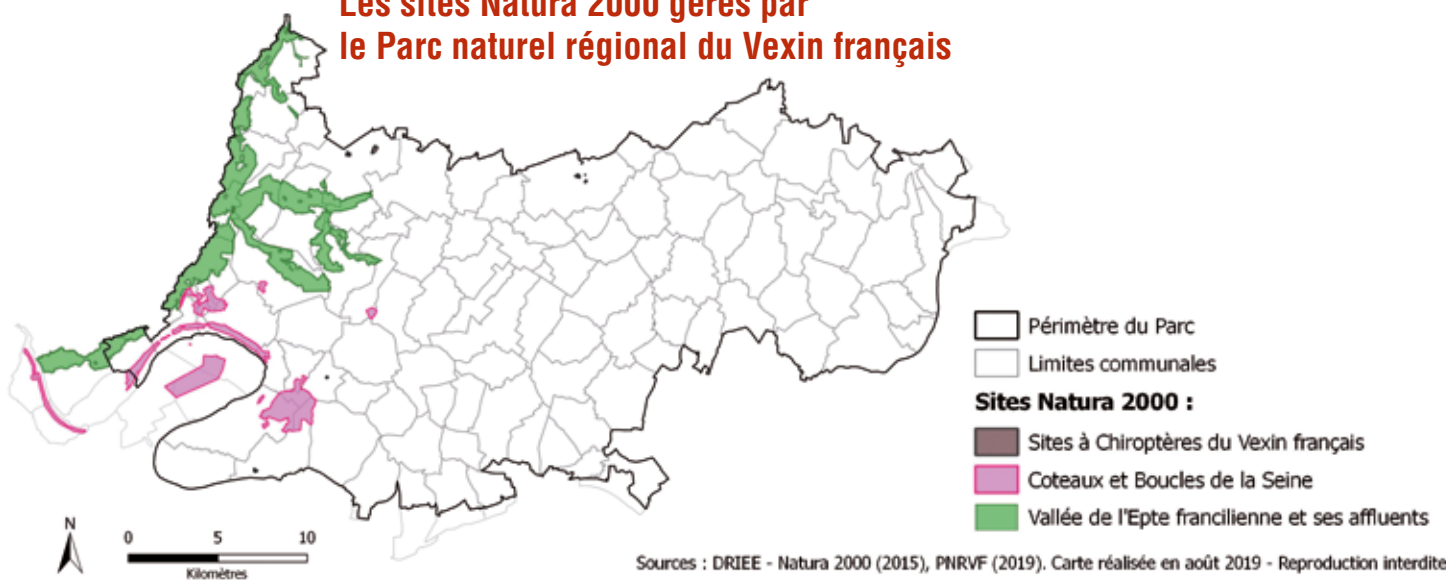 Les sites Natura 2000 gérés par
le Parc naturel régional du Vexin français
Périmètre du Parc
Limites communales
Sites Natura 2000 :
Sites à Chiroptères du Vexin français
Coteaux et Boucles de la Seine
Vallée de l'Epte francilienne et ses affluents
N
0 5 10
Kilomètres
Sources : DRIEE - Natura 2000 (2015), PNRVF (2019). Carte réalisée en août 2019 - Reproduction interdite